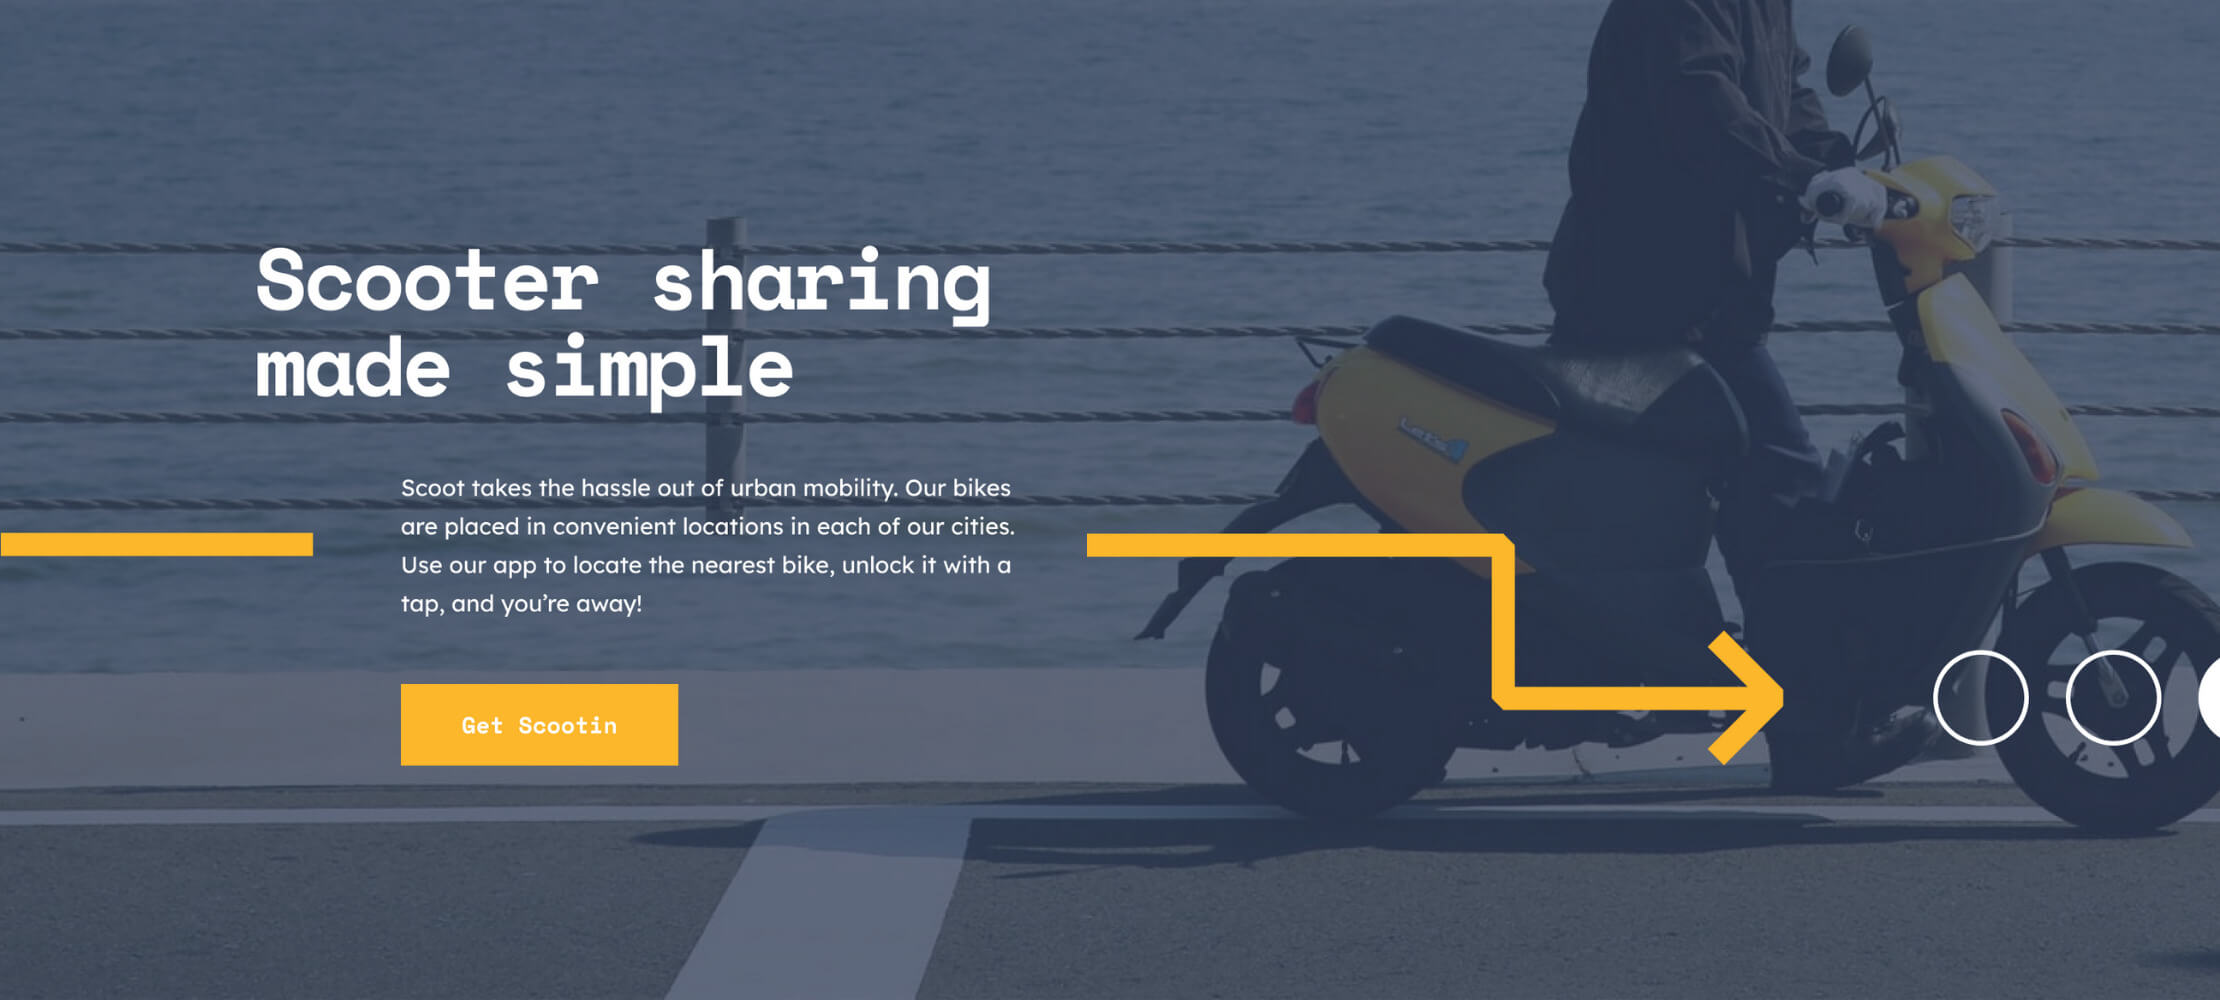 Scooter sharing
made simple
Scoot takes the hassle out of urban mobility. Our bikes
are placed in convenient locations in each of our cities.
Use our app to locate the nearest bike, unlock it with a
tap, and you’re away!
Get Scootin
Let's4